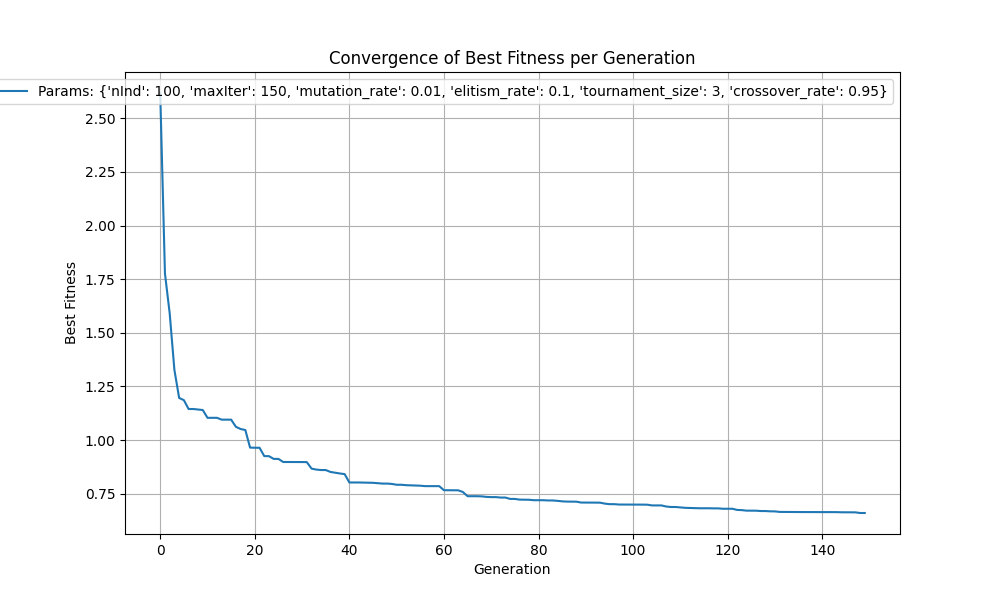 Convergence of Best Fitness per Generation
Params: {'nInd': 100, 'maxIter': 150, 'mutation_rate': 0.01, 'elitism_rate': 0.1, 'tournament_size': 3, 'crossover_rate': 0.95}
2.50
2.25
2.00
1.75
1.50
1.25
1.00
0.75
Best Fitness
0 20 40 60 80 100 120 140
Generation